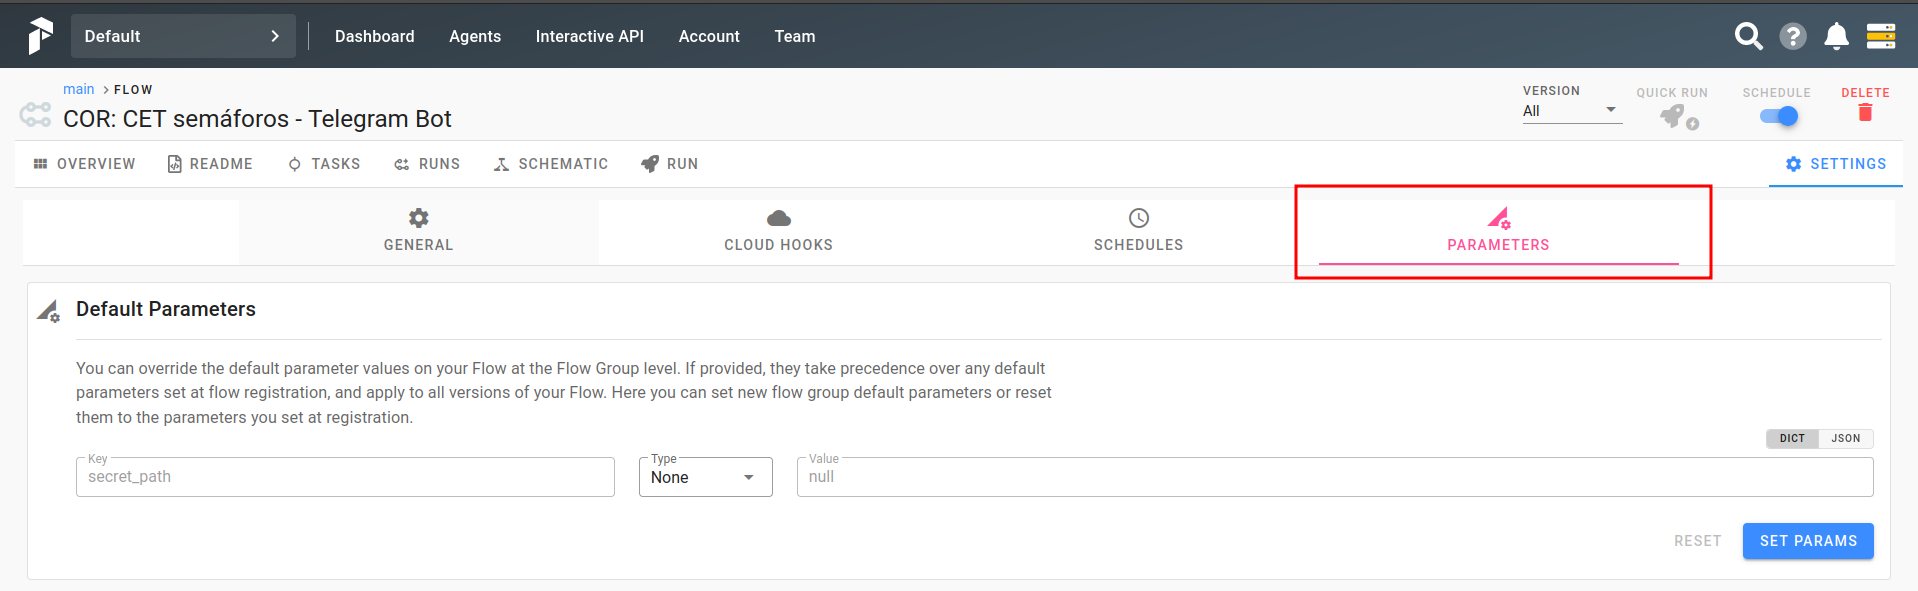 Default
Dashboard
Agents
Interactive API
Account
Team
main > FLOW
COR: CET semáforos - Telegram Bot
VERSION
All
QUICK RUN
SCHEDULE
DELETE
OVERVIEW
README
TASKS
RUNS
SCHEMATIC
RUN
SETTINGS
GENERAL
CLOUD HOOKS
SCHEDULES
PARAMETERS
Default Parameters
You can override the default parameter values on your Flow at the Flow Group level. If provided, they take precedence over any default
parameters set at flow registration, and apply to all versions of your Flow. Here you can set new flow group default parameters or reset
them to the parameters you set at registration.
DICT
JSON
Key
secret_path
Type
None
Value
null
RESET
SET PARAMS